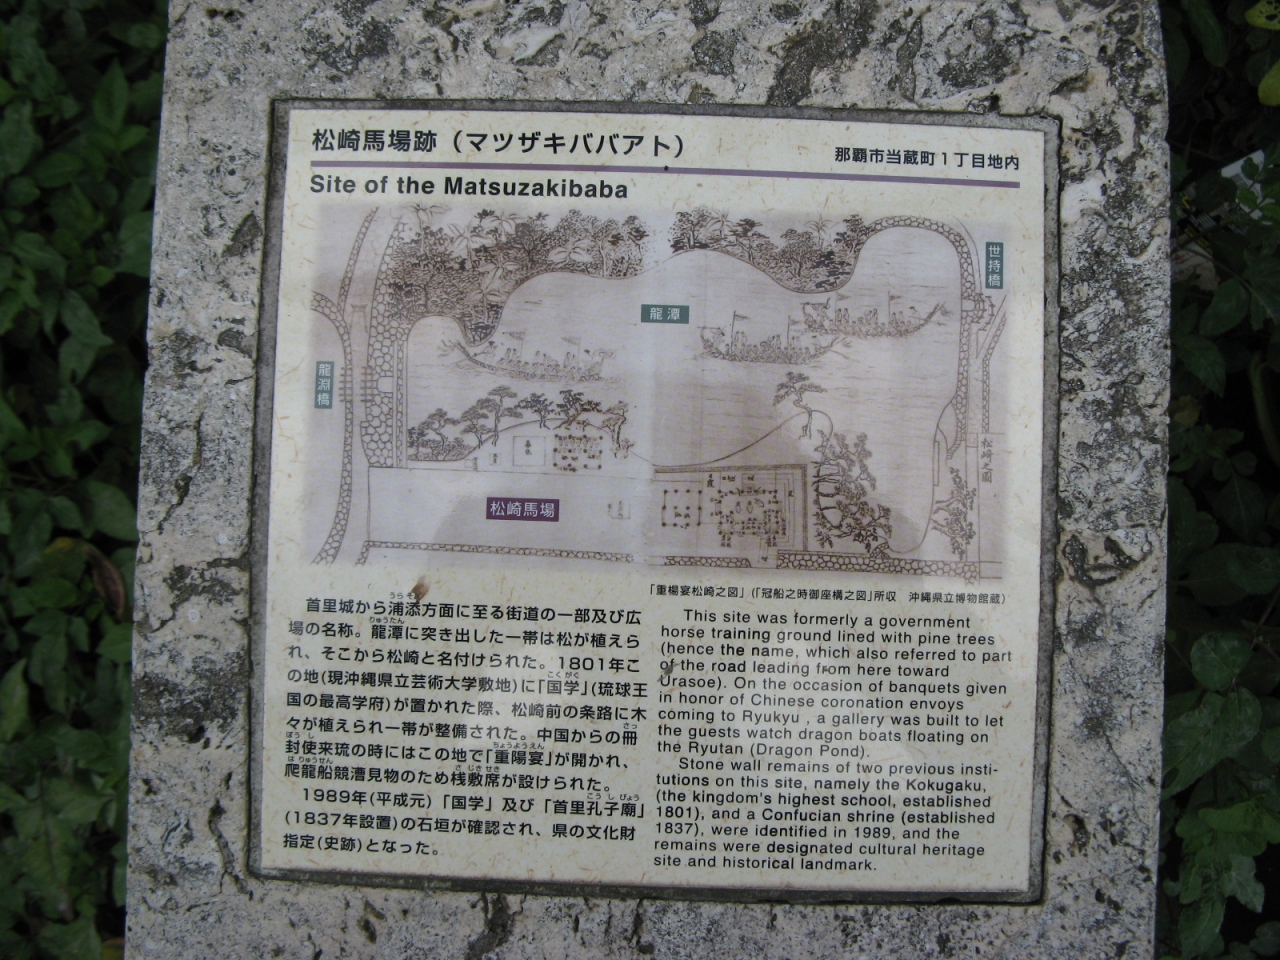 松崎馬場跡（マツザキババアト）
那覇市当蔵町1丁目地内
Site of the Matsuzakibaba
世持橋
龍潭
龍淵橋
松崎之図
松崎馬場
「重楊宴松崎之図」（「冠船之時御座構之図」所収　沖縄県立博物館蔵）
首里城から浦添方面に至る街道の一部及び広
場の名称。龍潭に突き出した一帯は松が植えら
れ、そこから松崎と名付けられた。1801年こ
の地(現沖縄県立芸術大学敷地)に「国学」(琉球王
国の最高学府)が置かれた際、松崎前の条路に木
々が植えられ一帯が整備された。中国からの冊
封使来琉の時にはこの地で「重陽宴」が開かれ、
爬龍船競漕見物のため桟敷席が設けられた。
1989年(平成元)「国学」及び「首里孔子廟」
(1837年設置)の石垣が確認され、県の文化財
指定(史跡)となった。
This site was formerly a government
horse training ground lined with pine trees
(hence the name, which also referred to part
of the road leading from here toward
Urasoe). On the occasion of banquets given
in honor of Chinese coronation envoys
coming to Ryukyu , a gallery was built to let
the guests watch dragon boats floating on
the Ryutan (Dragon Pond).
Stone wall remains of two previous insti-
tutions on this site, namely the Kokugaku,
(the kingdom's highest school, established
1801), and a Confucian shrine (established
1837), were identified in 1989, and the
remains were designated cultural heritage
site and historical landmark.